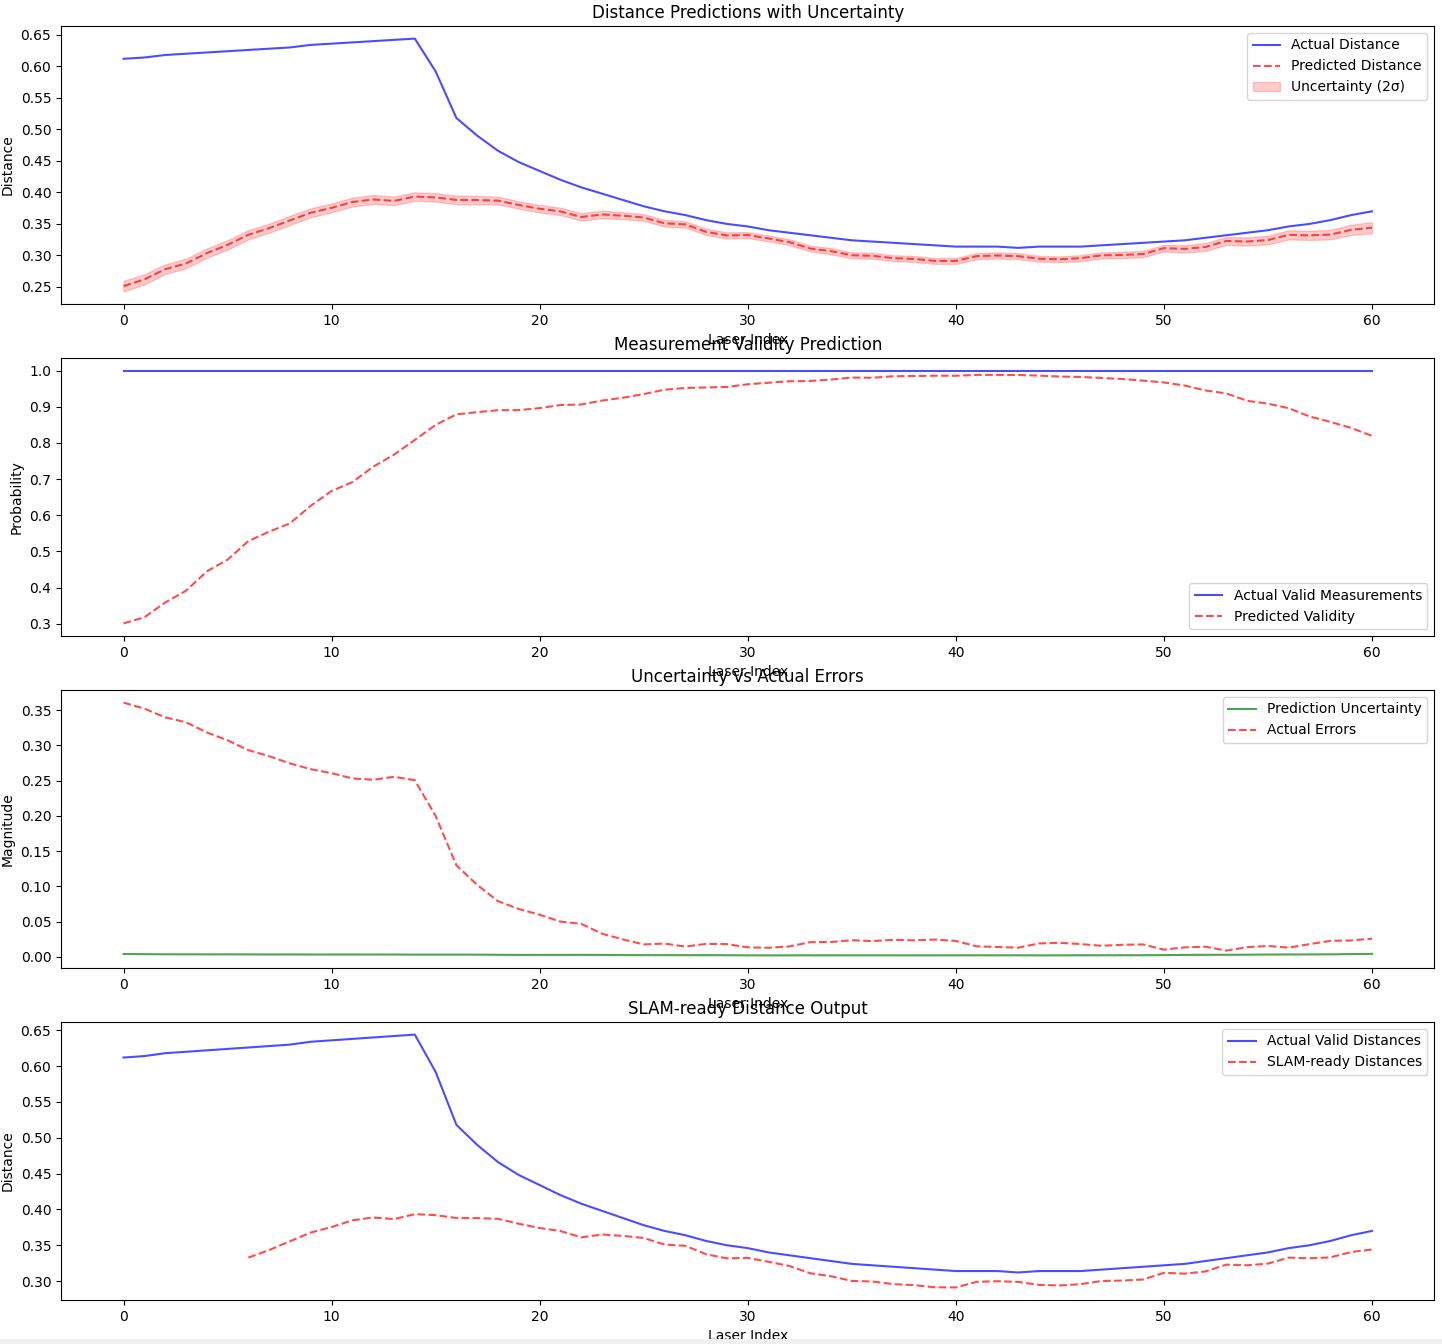 Distance Predictions with Uncertainty
Distance
0.65
0.60
0.55
0.50
0.45
0.40
0.35
0.30
0.25
Actual Distance
Predicted Distance
Uncertainty (2σ)
0 10 20 30 40 50 60
Laser Index
Measurement Validity Prediction
Probability
1.0
0.9
0.8
0.7
0.6
0.5
0.4
0.3
Actual Valid Measurements
Predicted Validity
0 10 20 30 40 50 60
Laser Index
Uncertainty vs Actual Errors
Magnitude
0.35
0.30
0.25
0.20
0.15
0.10
0.05
0.00
Prediction Uncertainty
Actual Errors
0 10 20 30 40 50 60
Laser Index
SLAM-ready Distance Output
Distance
0.65
0.60
0.55
0.50
0.45
0.40
0.35
0.30
Actual Valid Distances
SLAM-ready Distances
0 10 20 30 40 50 60
Laser Index